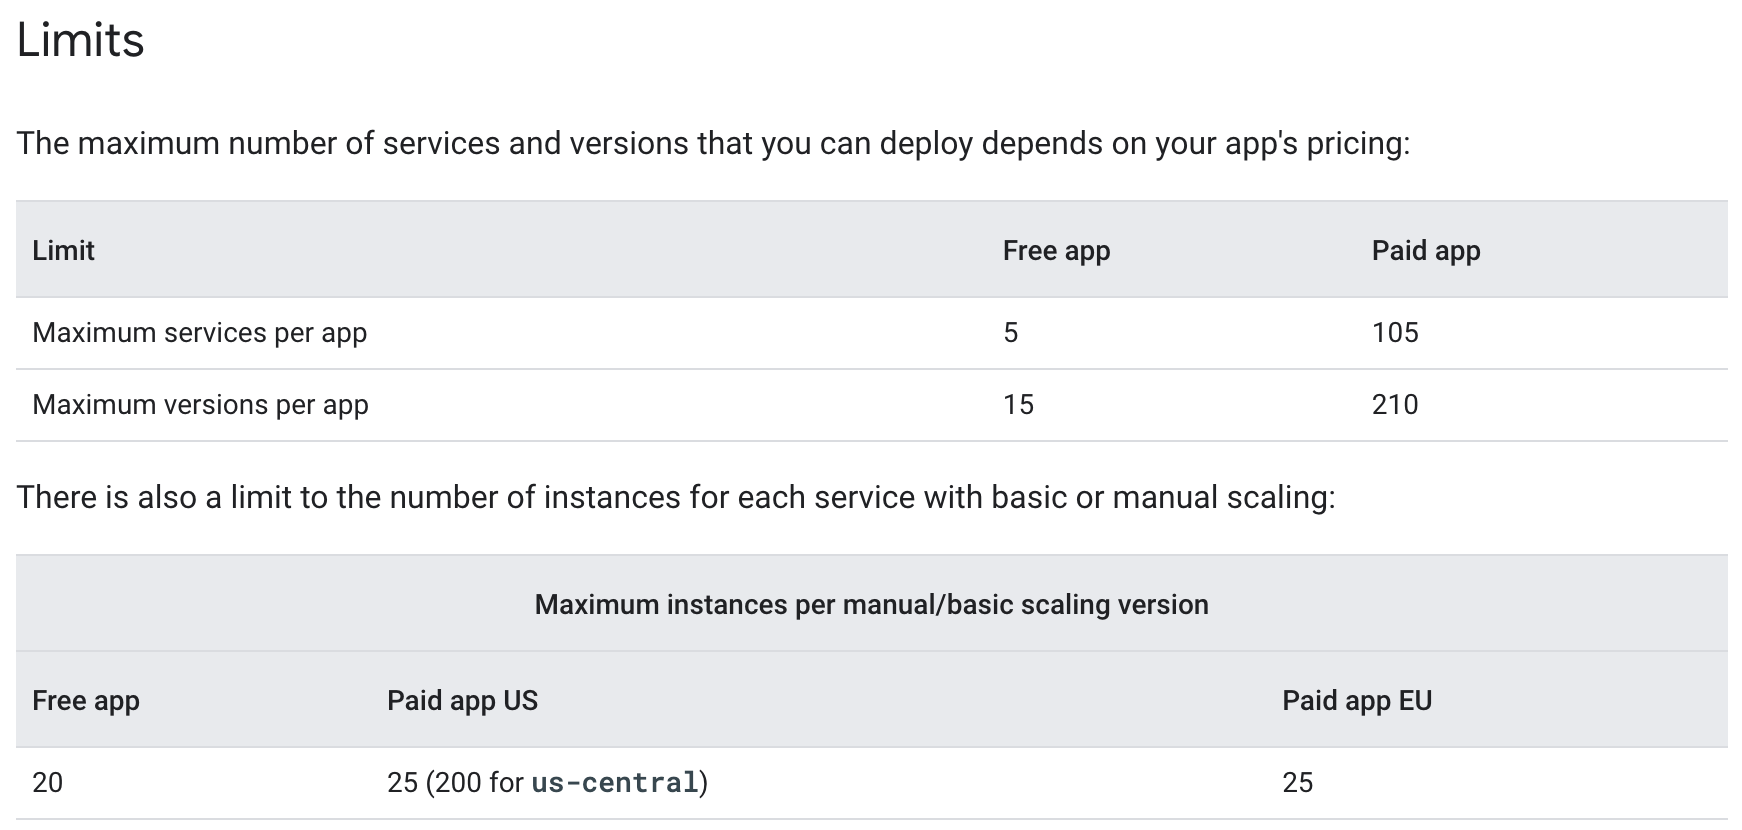 Limits
The maximum number of services and versions that you can deploy depends on your app's pricing:
Limit Free app Paid app
Maximum services per app 5 105
Maximum versions per app 15 210
There is also a limit to the number of instances for each service with basic or manual scaling:
Maximum instances per manual/basic scaling version
Free app Paid app US Paid app EU
20 25 (200 for us-central) 25